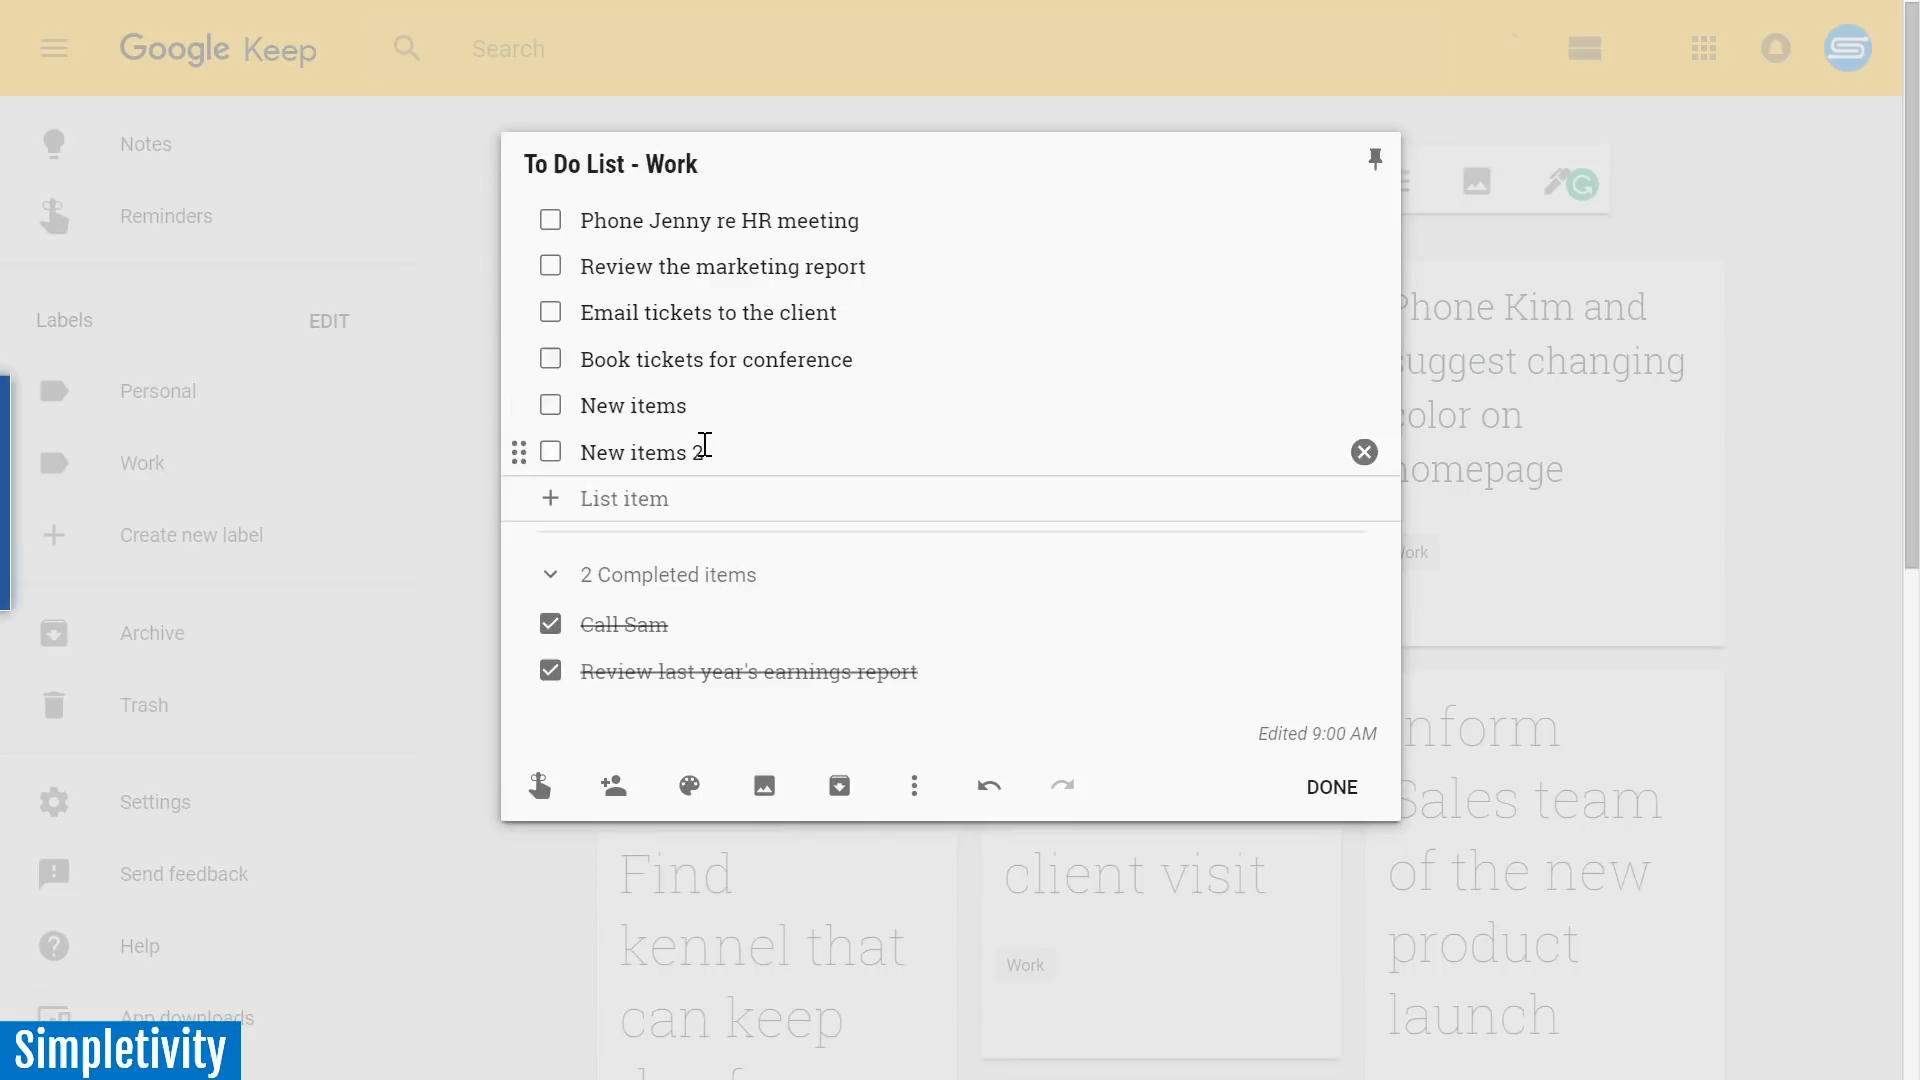 Google Keep
Search
Notes
Reminders
Labels
EDIT
Personal
Work
Create new label
Archive
Trash
Settings
Send feedback
Help
App downloads
Simpletivity
To Do List - Work
Phone Jenny re HR meeting
Review the marketing report
Email tickets to the client
Book tickets for conference
New items
New items 2
List item
2 Completed items
Call Sam
Review last year's earnings report
Edited 9:00 AM
DONE
Phone Kim and
suggest changing
color on
homepage
Work
Find
kennel that
can keep
client visit
Work
Inform
Sales team
of the new
product
launch